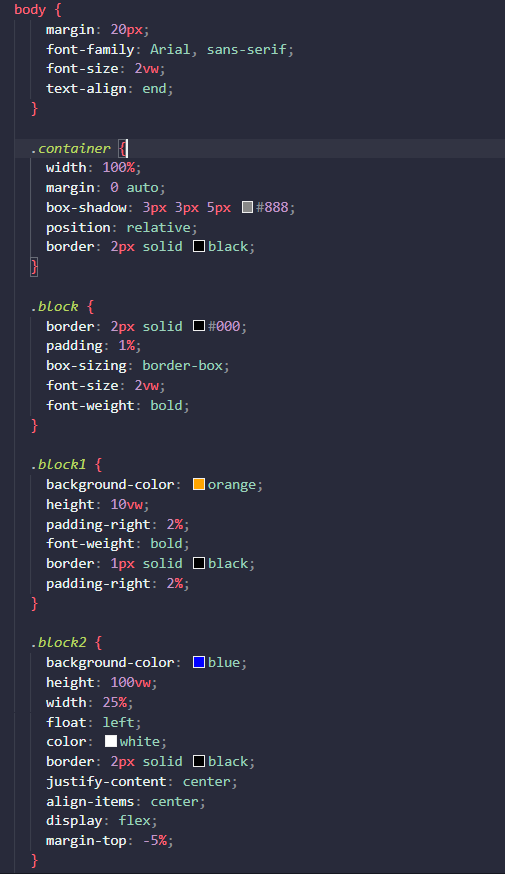 body {
margin: 20px;
font-family: Arial, sans-serif;
font-size: 2vw;
text-align: end;
}
.container {
width: 100%;
margin: 0 auto;
box-shadow: 3px 3px 5px #888;
position: relative;
border: 2px solid black;
}
.block {
border: 2px solid #000;
padding: 1%;
box-sizing: border-box;
font-size: 2vw;
font-weight: bold;
}
.block1 {
background-color: orange;
height: 10vw;
padding-right: 2%;
font-weight: bold;
border: 1px solid black;
padding-right: 2%;
}
.block2 {
background-color: blue;
height: 100vw;
width: 25%;
float: left;
color: white;
border: 2px solid black;
justify-content: center;
align-items: center;
display: flex;
margin-top: -5%;
}